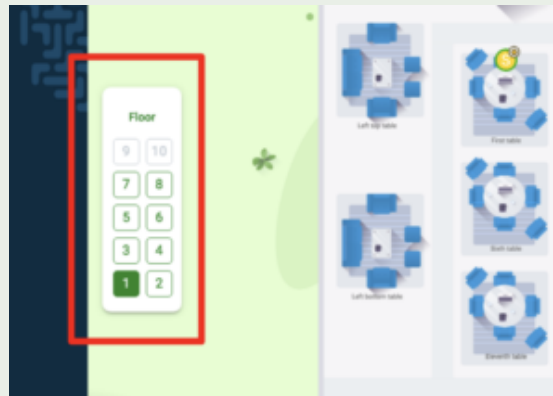 Floor
9 10
7 8
5 6
3 4
1 2
Left top table
Left bottom table
First table
Eleventh table